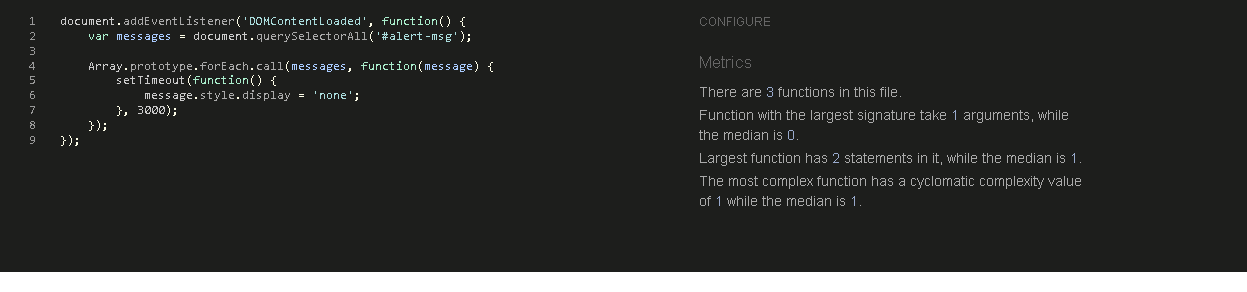 1 document.addEventListener('DOMContentLoaded', function() {
2     var messages = document.querySelectorAll('#alert-msg');
3
4     Array.prototype.forEach.call(messages, function(message) {
5         setTimeout(function() {
6             message.style.display = 'none';
7         }, 3000);
8     });
9 });
CONFIGURE
Metrics
There are 3 functions in this file.
Function with the largest signature take 1 arguments, while
the median is 0.
Largest function has 2 statements in it, while the median is 1.
The most complex function has a cyclomatic complexity value
of 1 while the median is 1.